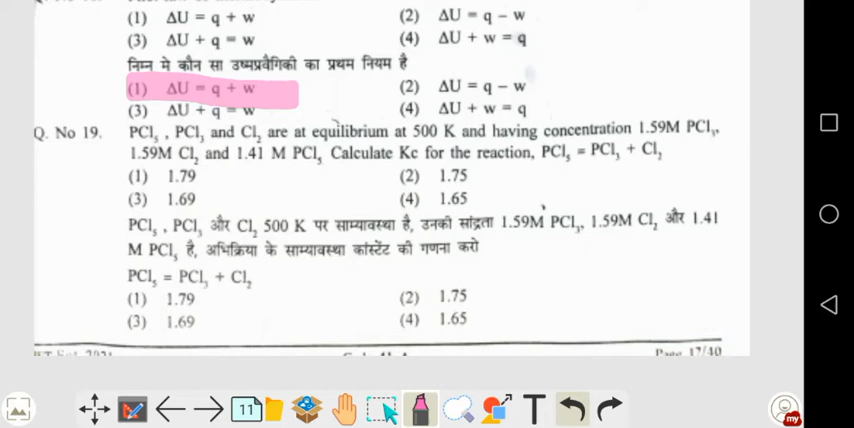 (1) ΔU = q + w (2) ΔU = q − w
(3) ΔU + q = w (4) ΔU + w = q
निम्न मे कौन सा उष्मप्रवैगिकी का प्रथम नियम है
(1) ΔU = q + w (2) ΔU = q − w
(3) ΔU + q = w (4) ΔU + w = q
Q. No 19. PCl₅ , PCl₃ and Cl₂ are at equilibrium at 500 K and having concentration 1.59M PCl₃,
1.59M Cl₂ and 1.41 M PCl₅ Calculate Kc for the reaction, PCl₅ = PCl₃ + Cl₂
(1) 1.79 (2) 1.75
(3) 1.69 (4) 1.65
PCl₅ , PCl₃ और Cl₂ 500 K पर साम्यावस्था है, उनकी सांद्रता 1.59M PCl₃, 1.59M Cl₂ और 1.41
M PCl₅ है, अभिक्रिया के साम्यावस्था कांस्टेंट की गणना करो
PCl₅ = PCl₃ + Cl₂
(1) 1.79 (2) 1.75
(3) 1.69 (4) 1.65
Page 17/40
11
T
my